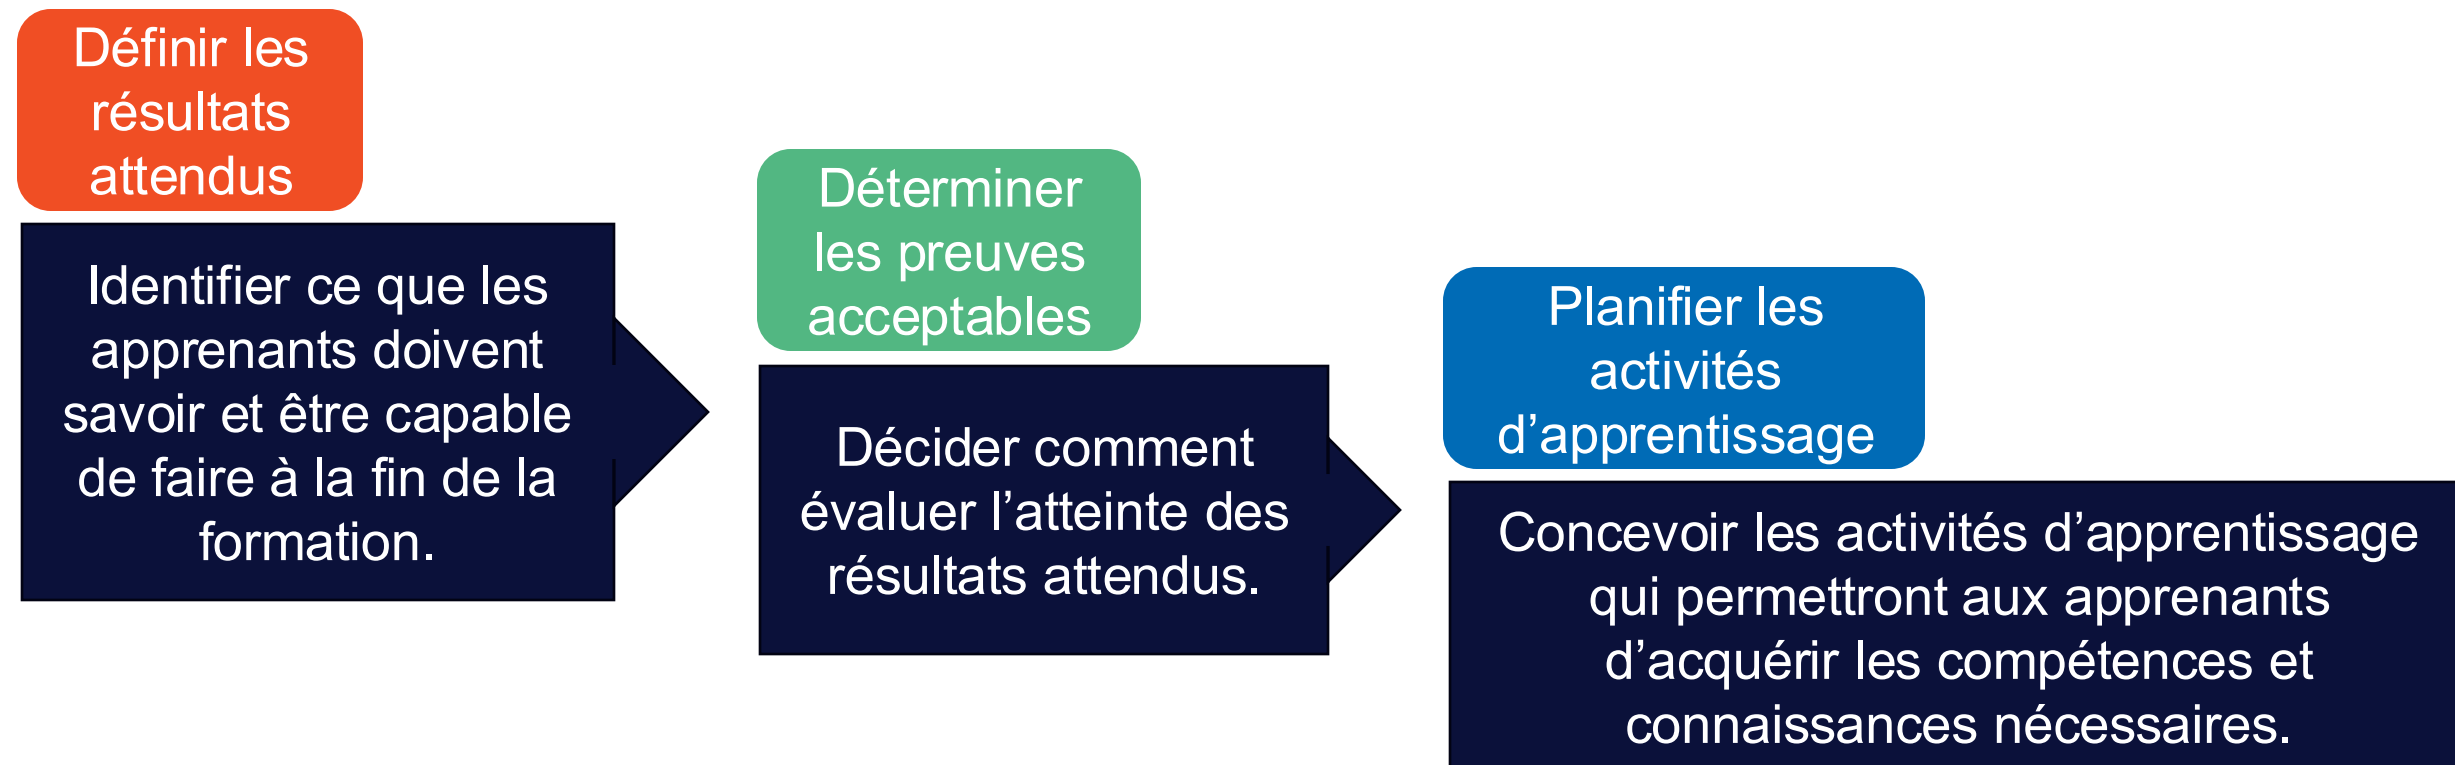 Définir les
résultats
attendus
Identifier ce que les
apprenants doivent
savoir et être capable
de faire à la fin de la
formation.
Déterminer
les preuves
acceptables
Décider comment
évaluer l’atteinte des
résultats attendus.
Planifier les
activités
d’apprentissage
Concevoir les activités d’apprentissage
qui permettront aux apprenants
d’acquérir les compétences et
connaissances nécessaires.